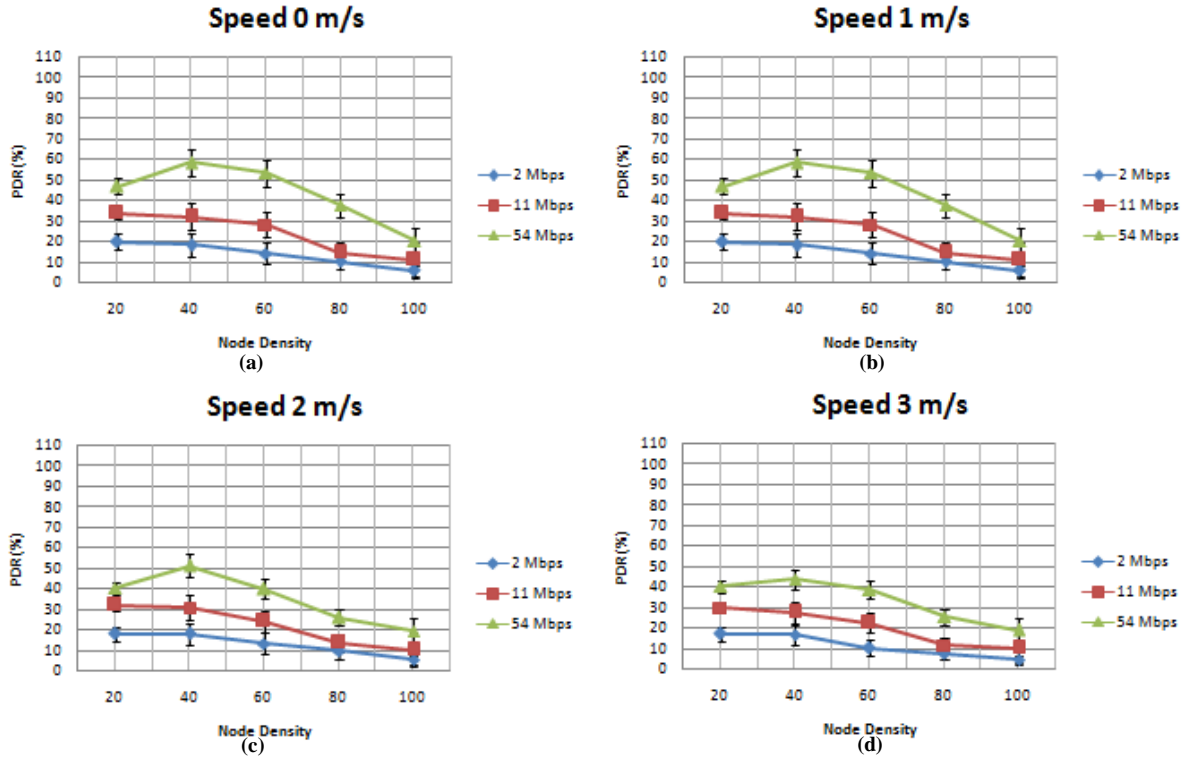 Speed 0 m/s
110
100
90
80
70
60
50
40
30
20
10
0
PDR(%)
20 40 60 80 100
Node Density
2 Mbps
11 Mbps
54 Mbps
(a)
Speed 1 m/s
110
100
90
80
70
60
50
40
30
20
10
0
PDR(%)
20 40 60 80 100
Node Density
2 Mbps
11 Mbps
54 Mbps
(b)
Speed 2 m/s
110
100
90
80
70
60
50
40
30
20
10
0
PDR(%)
20 40 60 80 100
Node Density
2 Mbps
11 Mbps
54 Mbps
(c)
Speed 3 m/s
110
100
90
80
70
60
50
40
30
20
10
0
PDR(%)
20 40 60 80 100
Node Density
2 Mbps
11 Mbps
54 Mbps
(d)